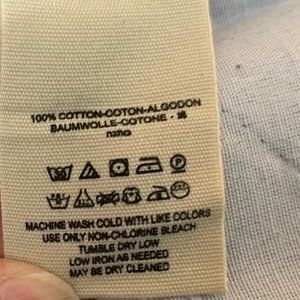 100% COTTON-COTON-ALGODON
BAUMWOLLE-COTONE - 棉
MACHINE WASH COLD WITH LIKE COLORS
USE ONLY NON-CHLORINE BLEACH
TUMBLE DRY LOW
LOW IRON AS NEEDED
MAY BE DRY CLEANED